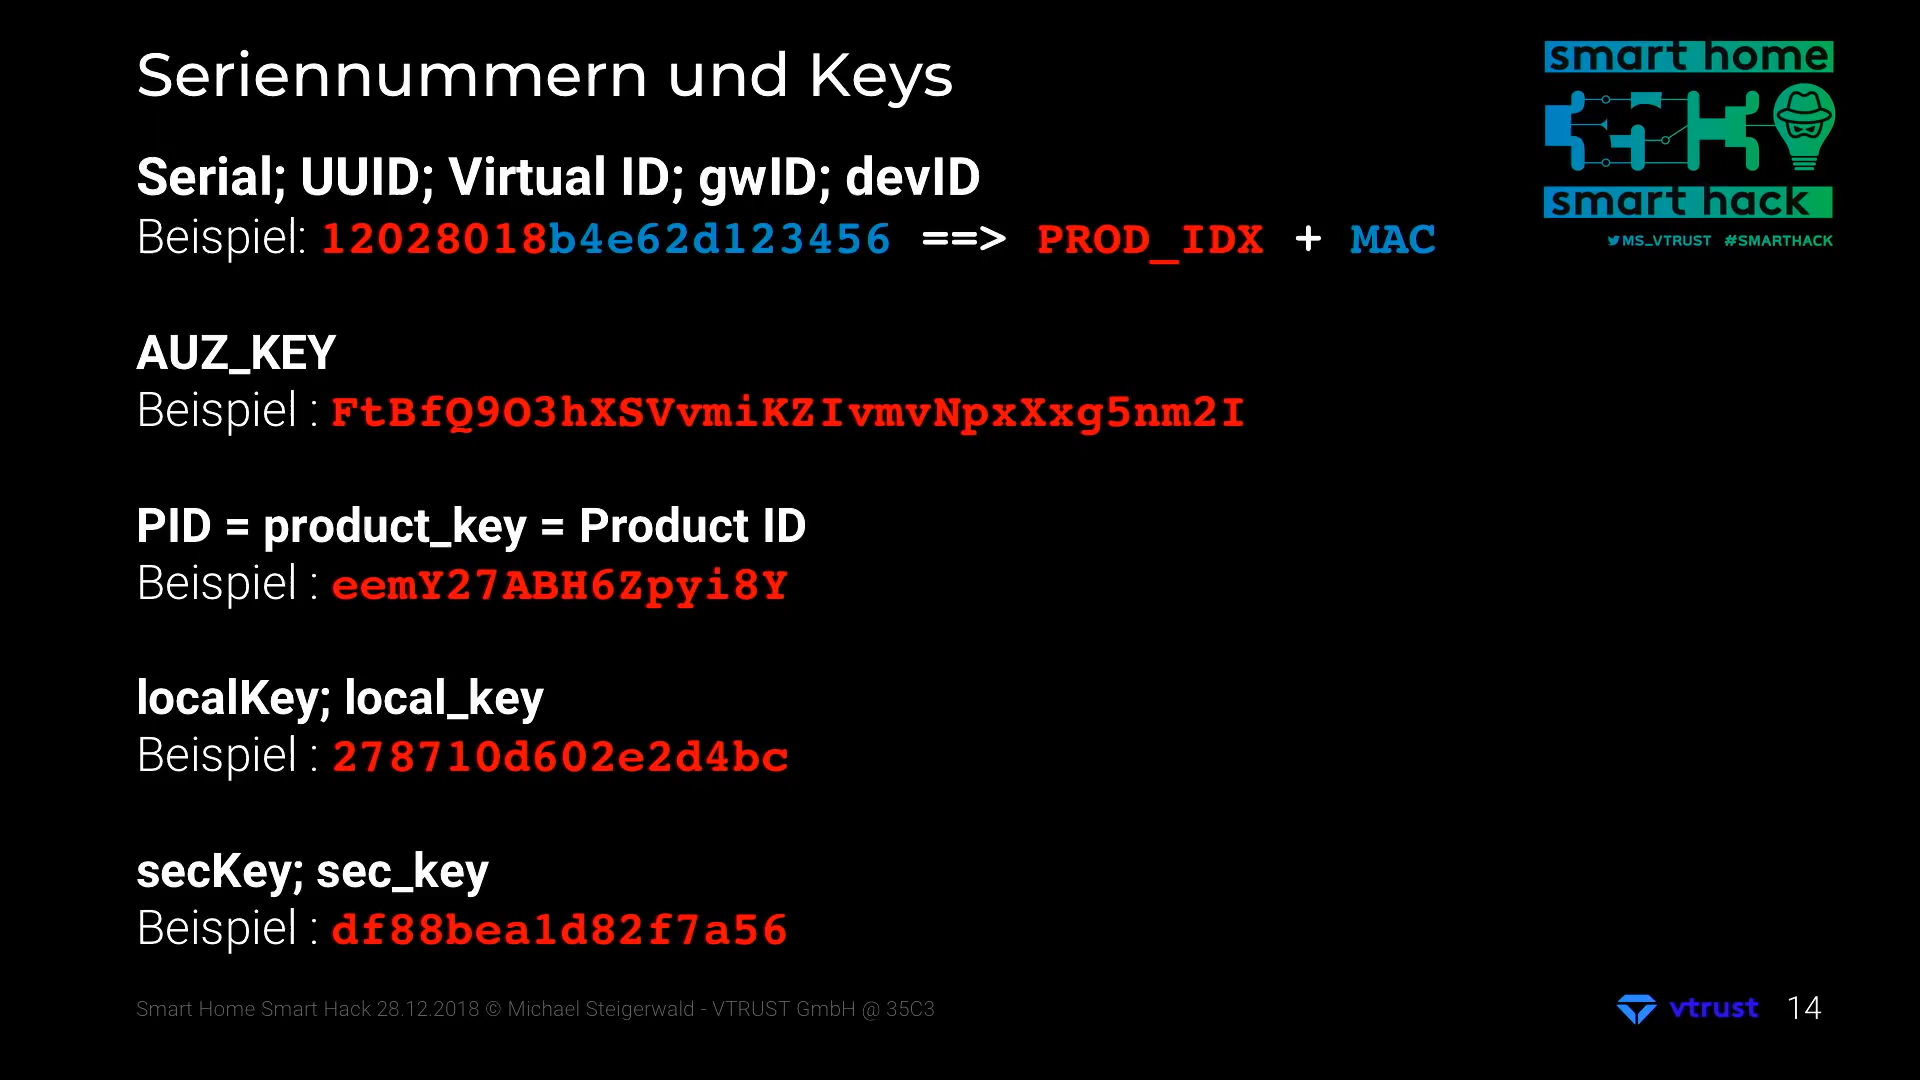 Seriennummern und Keys
smart home
smart hack
MS_VTRUST #SMARTHACK
Serial; UUID; Virtual ID; gwID; devID
Beispiel: 12028018b4e62d123456 ==> PROD_IDX + MAC
AUZ_KEY
Beispiel : FtBfQ9O3hXSVvmiKZIvmvNpxXxg5nm2I
PID = product_key = Product ID
Beispiel : eemY27ABH6Zpyi8Y
localKey; local_key
Beispiel : 278710d602e2d4bc
secKey; sec_key
Beispiel : df88bea1d82f7a56
Smart Home Smart Hack 28.12.2018 © Michael Steigerwald - VTRUST GmbH @ 35C3
vtrust 14